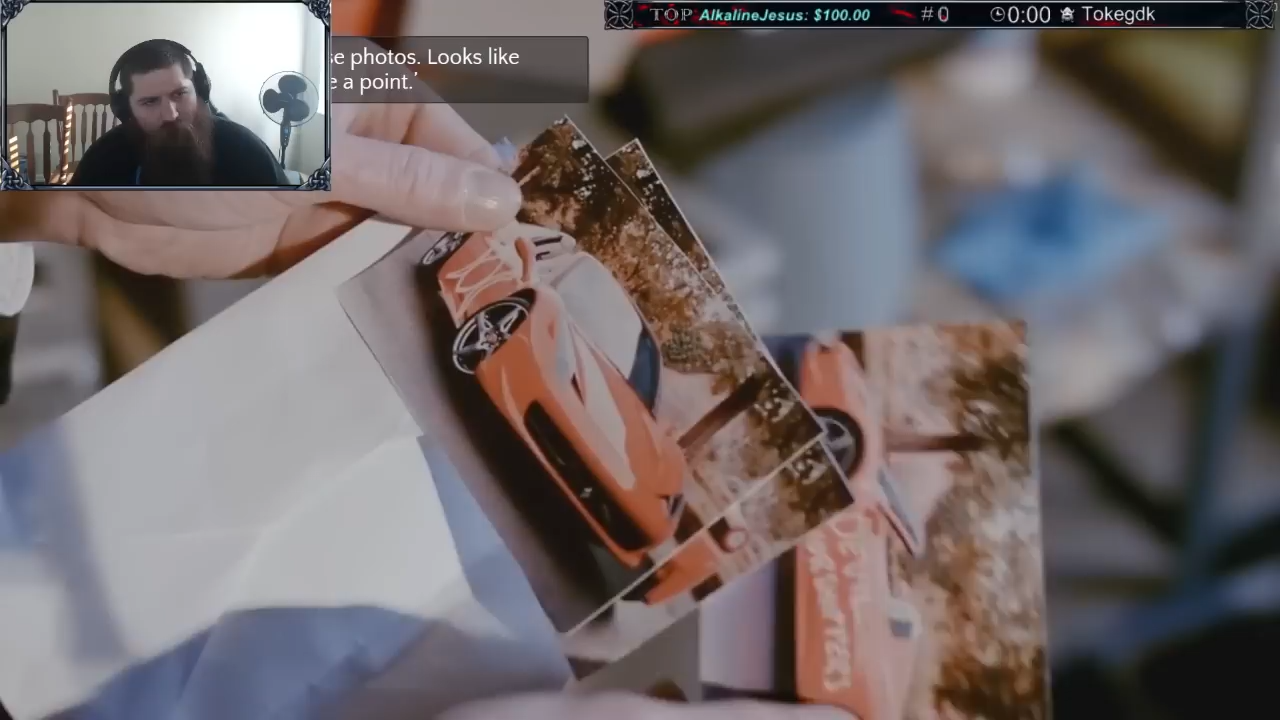 TOP AlkalineJesus: $100.00 #0 0:00 Tokegdk
se photos. Looks like
e a point.'